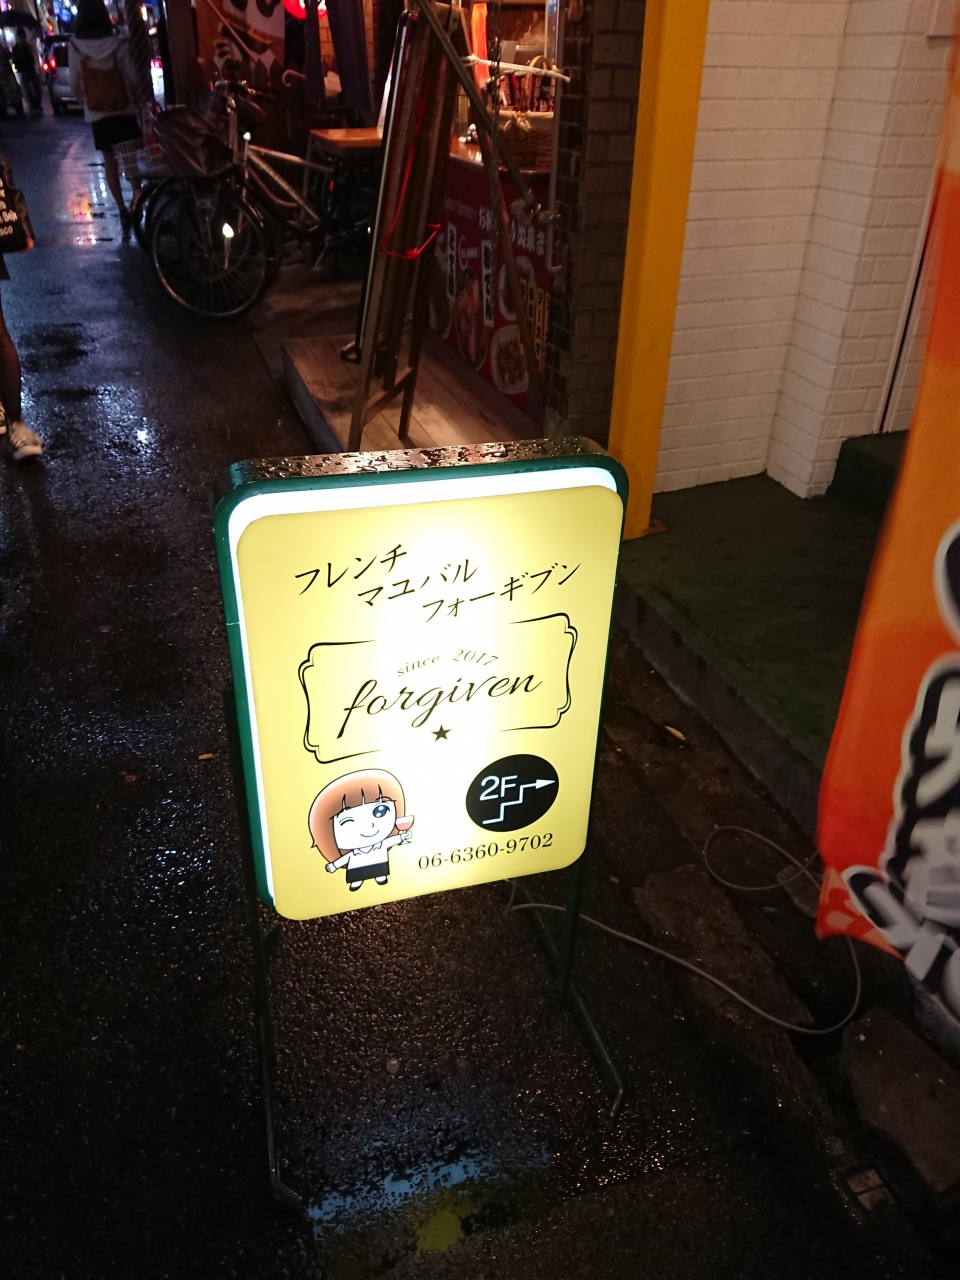 フレンチ
マユバル
フォーギブン
since 2017
forgiven
2F
06-6360-9702